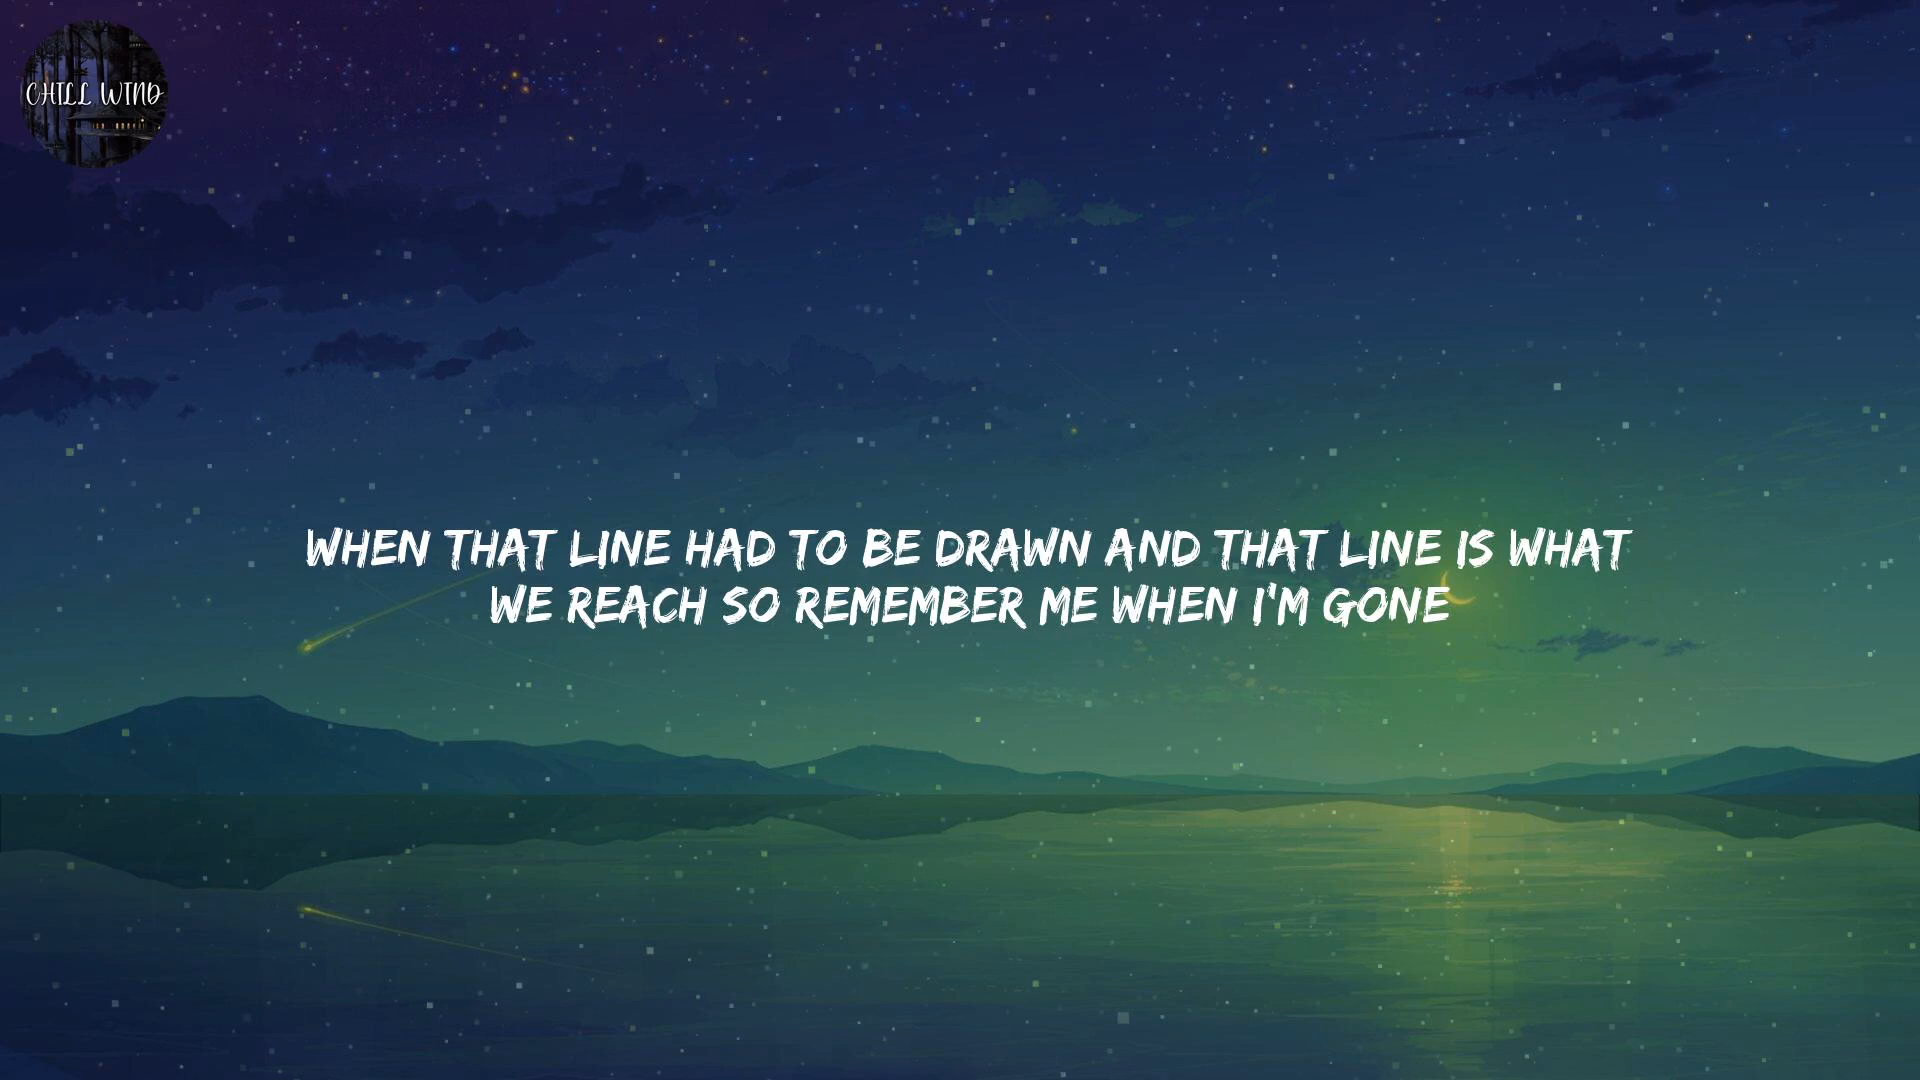 CHILL WIND
WHEN THAT LINE HAD TO BE DRAWN AND THAT LINE IS WHAT
WE REACH SO REMEMBER ME WHEN I'M GONE